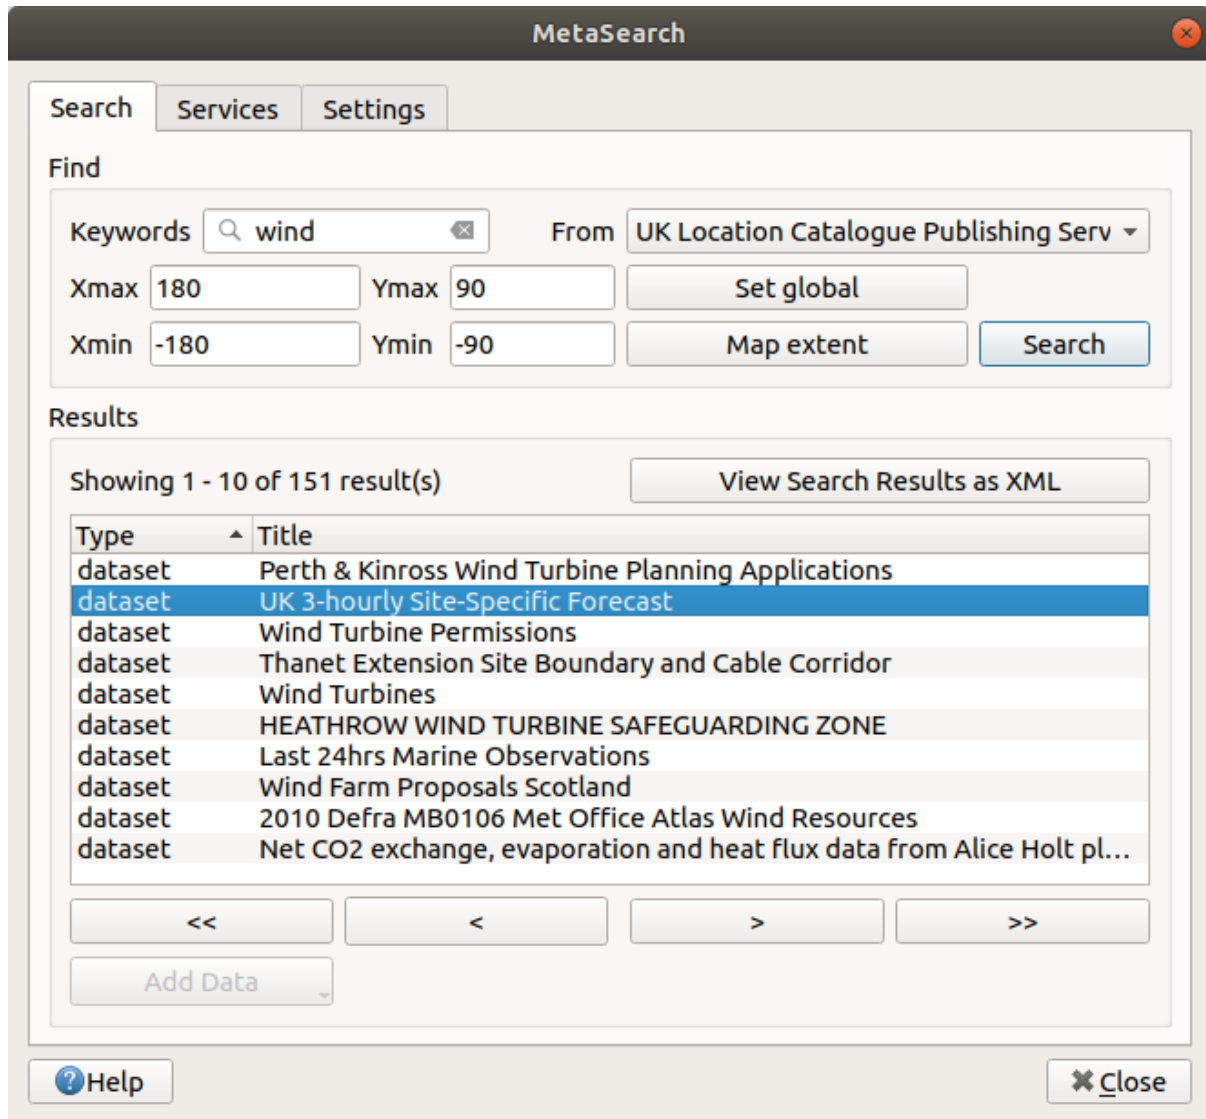 MetaSearch
Search Services Settings
Find
Keywords wind From UK Location Catalogue Publishing Serv
Xmax 180 Ymax 90 Set global
Xmin -180 Ymin -90 Map extent Search
Results
Showing 1 - 10 of 151 result(s) View Search Results as XML
Type Title
dataset Perth & Kinross Wind Turbine Planning Applications
dataset UK 3-hourly Site-Specific Forecast
dataset Wind Turbine Permissions
dataset Thanet Extension Site Boundary and Cable Corridor
dataset Wind Turbines
dataset HEATHROW WIND TURBINE SAFEGUARDING ZONE
dataset Last 24hrs Marine Observations
dataset Wind Farm Proposals Scotland
dataset 2010 Defra MB0106 Met Office Atlas Wind Resources
dataset Net CO2 exchange, evaporation and heat flux data from Alice Holt pl...
<< < > >>
Add Data
Help Close